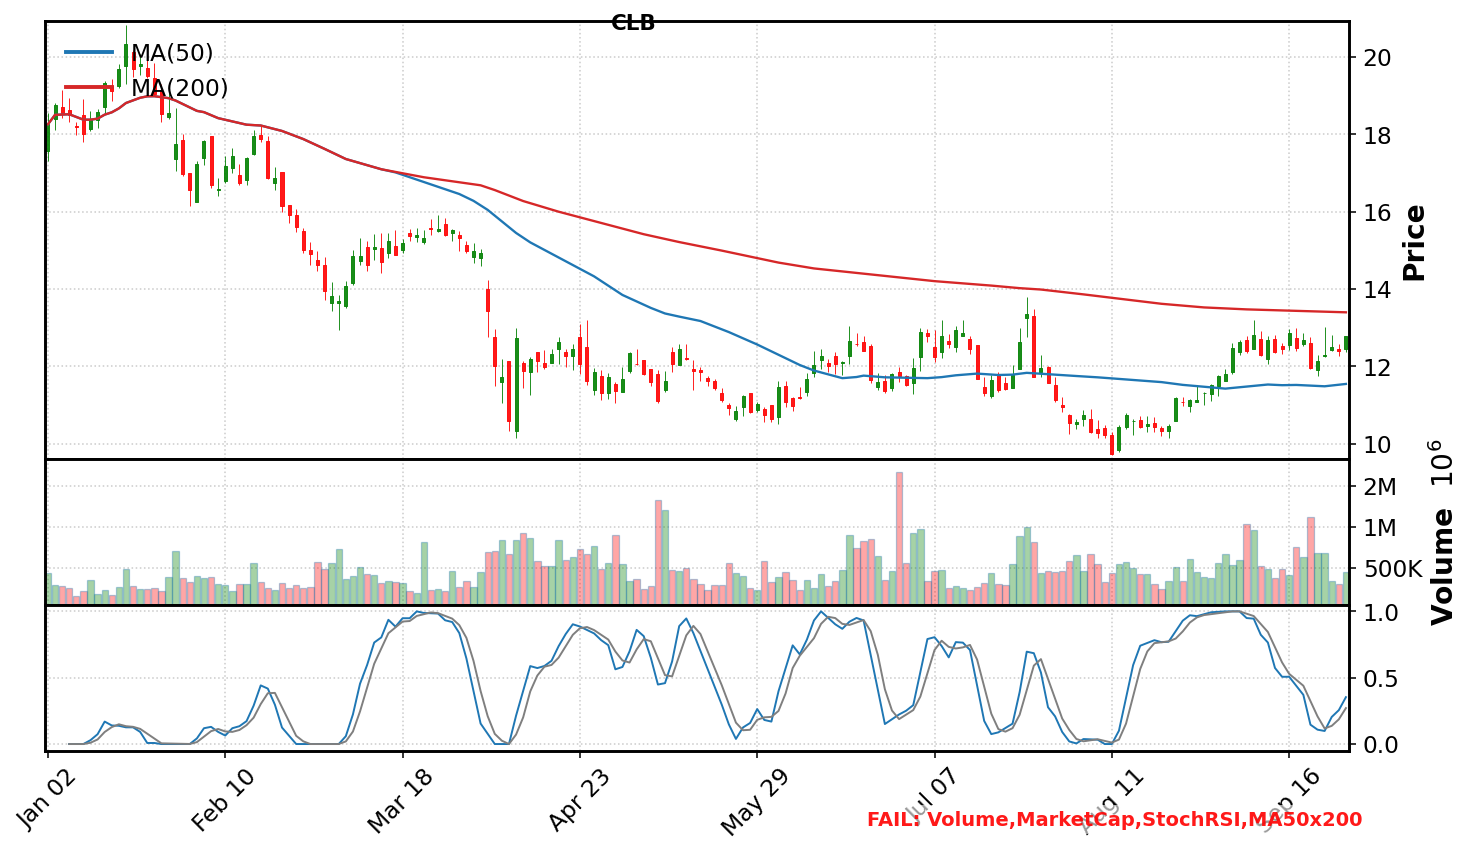 CLB
MA(50)
MA(200)
20
18
16
14
12
10
Price
10⁶
2M
1M
500K
Volume
1.0
0.5
0.0
Jan 02
Feb 10
Mar 18
Apr 23
May 29
Jul 07
Aug 11
Sep 16
FAIL: Volume,MarketCap,StochRSI,MA50x200